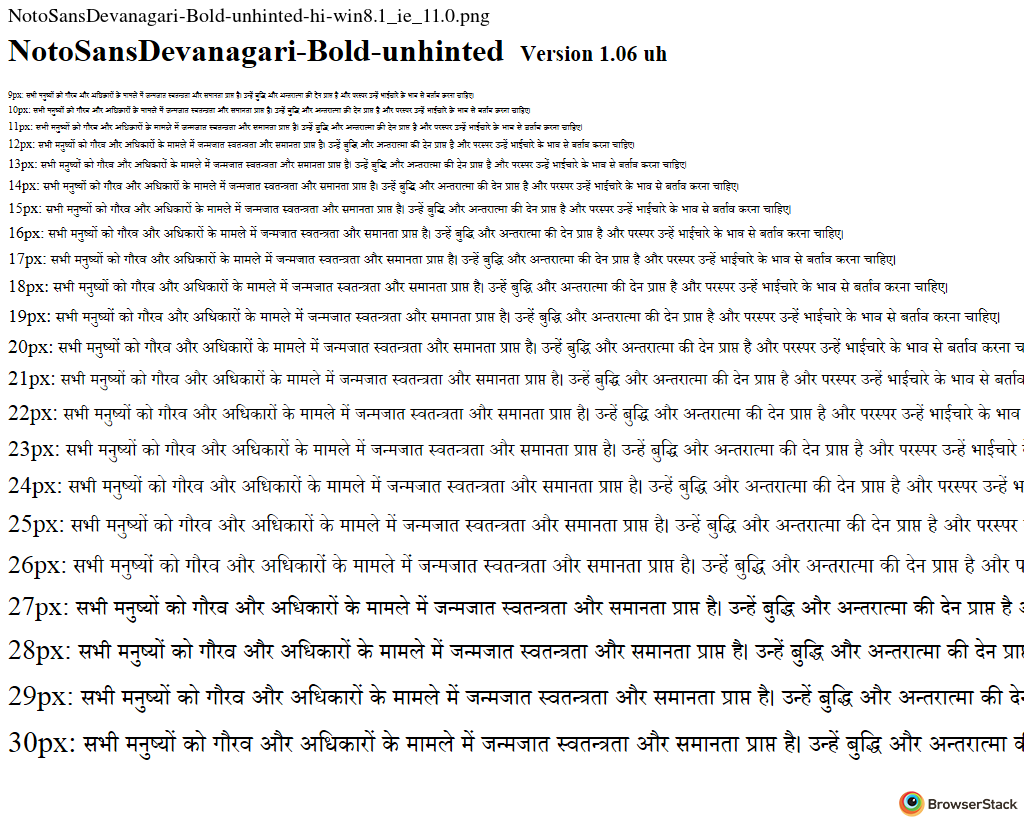 NotoSansDevanagari-Bold-unhinted-hi-win8.1_ie_11.0.png
NotoSansDevanagari-Bold-unhinted Version 1.06 uh
9px: सभी मनुष्यों को गौरव और अधिकारों के मामले में जन्मजात स्वतन्त्रता और समानता प्राप्त है। उन्हें बुद्धि और अन्तरात्मा की देन प्राप्त है और परस्पर उन्हें भाईचारे के भाव से बर्ताव करना चाहिए।
10px: सभी मनुष्यों को गौरव और अधिकारों के मामले में जन्मजात स्वतन्त्रता और समानता प्राप्त है। उन्हें बुद्धि और अन्तरात्मा की देन प्राप्त है और परस्पर उन्हें भाईचारे के भाव से बर्ताव करना चाहिए।
11px: सभी मनुष्यों को गौरव और अधिकारों के मामले में जन्मजात स्वतन्त्रता और समानता प्राप्त है। उन्हें बुद्धि और अन्तरात्मा की देन प्राप्त है और परस्पर उन्हें भाईचारे के भाव से बर्ताव करना चाहिए।
12px: सभी मनुष्यों को गौरव और अधिकारों के मामले में जन्मजात स्वतन्त्रता और समानता प्राप्त है। उन्हें बुद्धि और अन्तरात्मा की देन प्राप्त है और परस्पर उन्हें भाईचारे के भाव से बर्ताव करना चाहिए।
13px: सभी मनुष्यों को गौरव और अधिकारों के मामले में जन्मजात स्वतन्त्रता और समानता प्राप्त है। उन्हें बुद्धि और अन्तरात्मा की देन प्राप्त है और परस्पर उन्हें भाईचारे के भाव से बर्ताव करना चाहिए।
14px: सभी मनुष्यों को गौरव और अधिकारों के मामले में जन्मजात स्वतन्त्रता और समानता प्राप्त है। उन्हें बुद्धि और अन्तरात्मा की देन प्राप्त है और परस्पर उन्हें भाईचारे के भाव से बर्ताव करना चाहिए।
15px: सभी मनुष्यों को गौरव और अधिकारों के मामले में जन्मजात स्वतन्त्रता और समानता प्राप्त है। उन्हें बुद्धि और अन्तरात्मा की देन प्राप्त है और परस्पर उन्हें भाईचारे के भाव से बर्ताव करना चाहिए।
16px: सभी मनुष्यों को गौरव और अधिकारों के मामले में जन्मजात स्वतन्त्रता और समानता प्राप्त है। उन्हें बुद्धि और अन्तरात्मा की देन प्राप्त है और परस्पर उन्हें भाईचारे के भाव से बर्ताव करना चाहिए।
17px: सभी मनुष्यों को गौरव और अधिकारों के मामले में जन्मजात स्वतन्त्रता और समानता प्राप्त है। उन्हें बुद्धि और अन्तरात्मा की देन प्राप्त है और परस्पर उन्हें भाईचारे के भाव से बर्ताव करना चाहिए।
18px: सभी मनुष्यों को गौरव और अधिकारों के मामले में जन्मजात स्वतन्त्रता और समानता प्राप्त है। उन्हें बुद्धि और अन्तरात्मा की देन प्राप्त है और परस्पर उन्हें भाईचारे के भाव से बर्ताव करना चाहिए।
19px: सभी मनुष्यों को गौरव और अधिकारों के मामले में जन्मजात स्वतन्त्रता और समानता प्राप्त है। उन्हें बुद्धि और अन्तरात्मा की देन प्राप्त है और परस्पर उन्हें भाईचारे के भाव से बर्ताव करना चाहिए।
20px: सभी मनुष्यों को गौरव और अधिकारों के मामले में जन्मजात स्वतन्त्रता और समानता प्राप्त है। उन्हें बुद्धि और अन्तरात्मा की देन प्राप्त है और परस्पर उन्हें भाईचारे के भाव से बर्ताव करना
21px: सभी मनुष्यों को गौरव और अधिकारों के मामले में जन्मजात स्वतन्त्रता और समानता प्राप्त है। उन्हें बुद्धि और अन्तरात्मा की देन प्राप्त है और परस्पर उन्हें भाईचारे के भाव से बर्ताव
22px: सभी मनुष्यों को गौरव और अधिकारों के मामले में जन्मजात स्वतन्त्रता और समानता प्राप्त है। उन्हें बुद्धि और अन्तरात्मा की देन प्राप्त है और परस्पर उन्हें भाईचारे के भाव
23px: सभी मनुष्यों को गौरव और अधिकारों के मामले में जन्मजात स्वतन्त्रता और समानता प्राप्त है। उन्हें बुद्धि और अन्तरात्मा की देन प्राप्त है और परस्पर उन्हें भाईचारे
24px: सभी मनुष्यों को गौरव और अधिकारों के मामले में जन्मजात स्वतन्त्रता और समानता प्राप्त है। उन्हें बुद्धि और अन्तरात्मा की देन प्राप्त है और परस्पर उन्हें
25px: सभी मनुष्यों को गौरव और अधिकारों के मामले में जन्मजात स्वतन्त्रता और समानता प्राप्त है। उन्हें बुद्धि और अन्तरात्मा की देन प्राप्त है और परस्पर
26px: सभी मनुष्यों को गौरव और अधिकारों के मामले में जन्मजात स्वतन्त्रता और समानता प्राप्त है। उन्हें बुद्धि और अन्तरात्मा की देन प्राप्त है और
27px: सभी मनुष्यों को गौरव और अधिकारों के मामले में जन्मजात स्वतन्त्रता और समानता प्राप्त है। उन्हें बुद्धि और अन्तरात्मा की देन प्राप्त है
28px: सभी मनुष्यों को गौरव और अधिकारों के मामले में जन्मजात स्वतन्त्रता और समानता प्राप्त है। उन्हें बुद्धि और अन्तरात्मा की देन
29px: सभी मनुष्यों को गौरव और अधिकारों के मामले में जन्मजात स्वतन्त्रता और समानता प्राप्त है। उन्हें बुद्धि और अन्तरात्मा की
30px: सभी मनुष्यों को गौरव और अधिकारों के मामले में जन्मजात स्वतन्त्रता और समानता प्राप्त है। उन्हें बुद्धि और अन्तरात्मा
BrowserStack